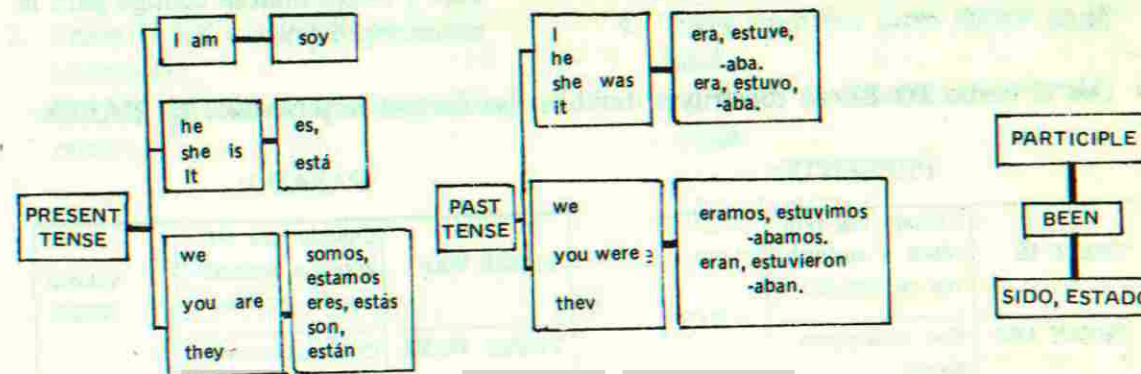 PRESENT TENSE
I am
soy
he
she is
It
es,
está
we
you are
they
somos,
estamos
eres, estás
son,
están
PAST TENSE
I
he
she was
it
era, estuve,
-aba.
era, estuvo,
-aba.
we
you were
they
eramos, estuvimos
-abamos.
eran, estuvieron
-aban.
PARTICIPLE
BEEN
SIDO, ESTADO